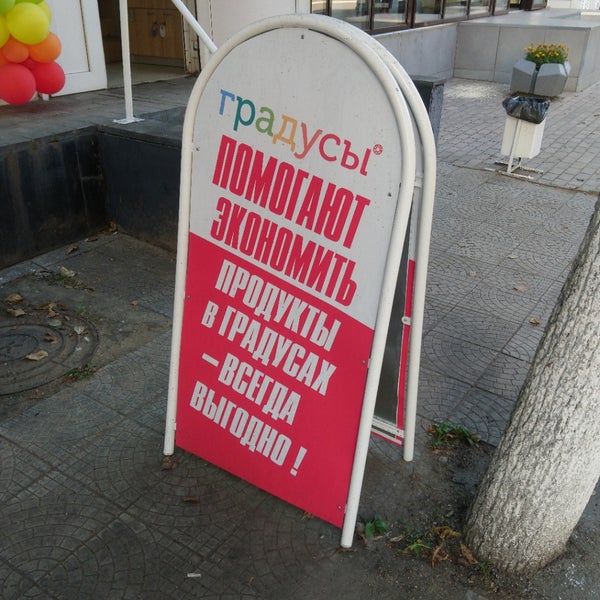 градусы
ПОМОГАЮТ
ЭКОНОМИТЬ
ПРОДУКТЫ
В ГРАДУСАХ
– ВСЕГДА
ВЫГОДНО!